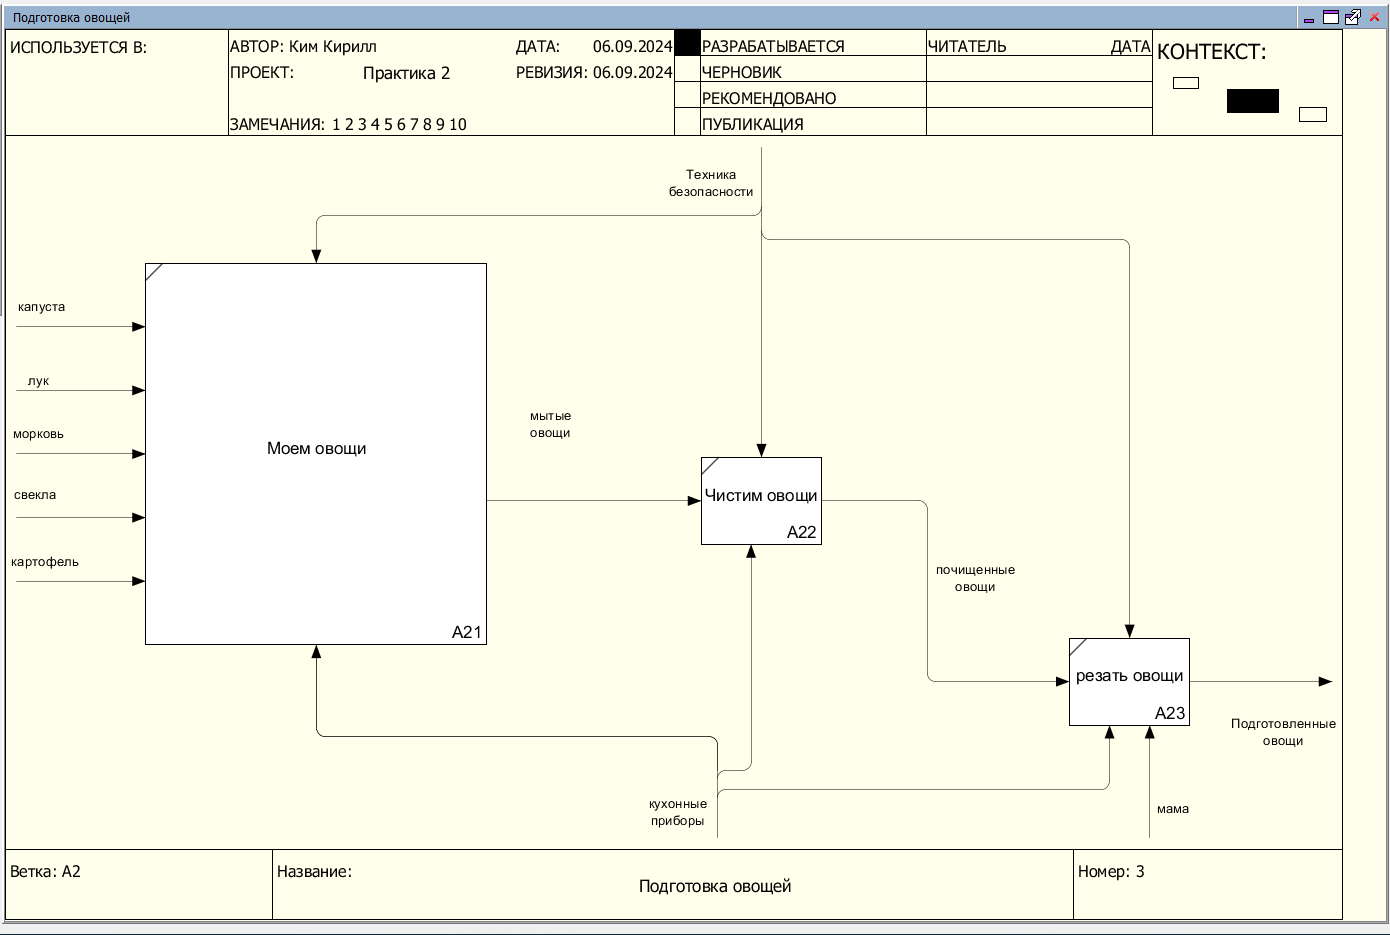 Подготовка овощей
ИСПОЛЬЗУЕТСЯ В:
АВТОР: Ким Кирилл
ДАТА: 06.09.2024
ПРОЕКТ: Практика 2
РЕВИЗИЯ: 06.09.2024
ЗАМЕЧАНИЯ: 1 2 3 4 5 6 7 8 9 10
РАЗРАБАТЫВАЕТСЯ
ЧЕРНОВИК
РЕКОМЕНДОВАНО
ПУБЛИКАЦИЯ
ЧИТАТЕЛЬ ДАТА
КОНТЕКСТ:
Техника
безопасности
капуста
лук
морковь
свекла
картофель
Моем овощи
A21
мытые
овощи
Чистим овощи
A22
почищенные
овощи
резать овощи
A23
Подготовленные
овощи
кухонные
приборы
мама
Ветка: A2
Название:
Подготовка овощей
Номер: 3